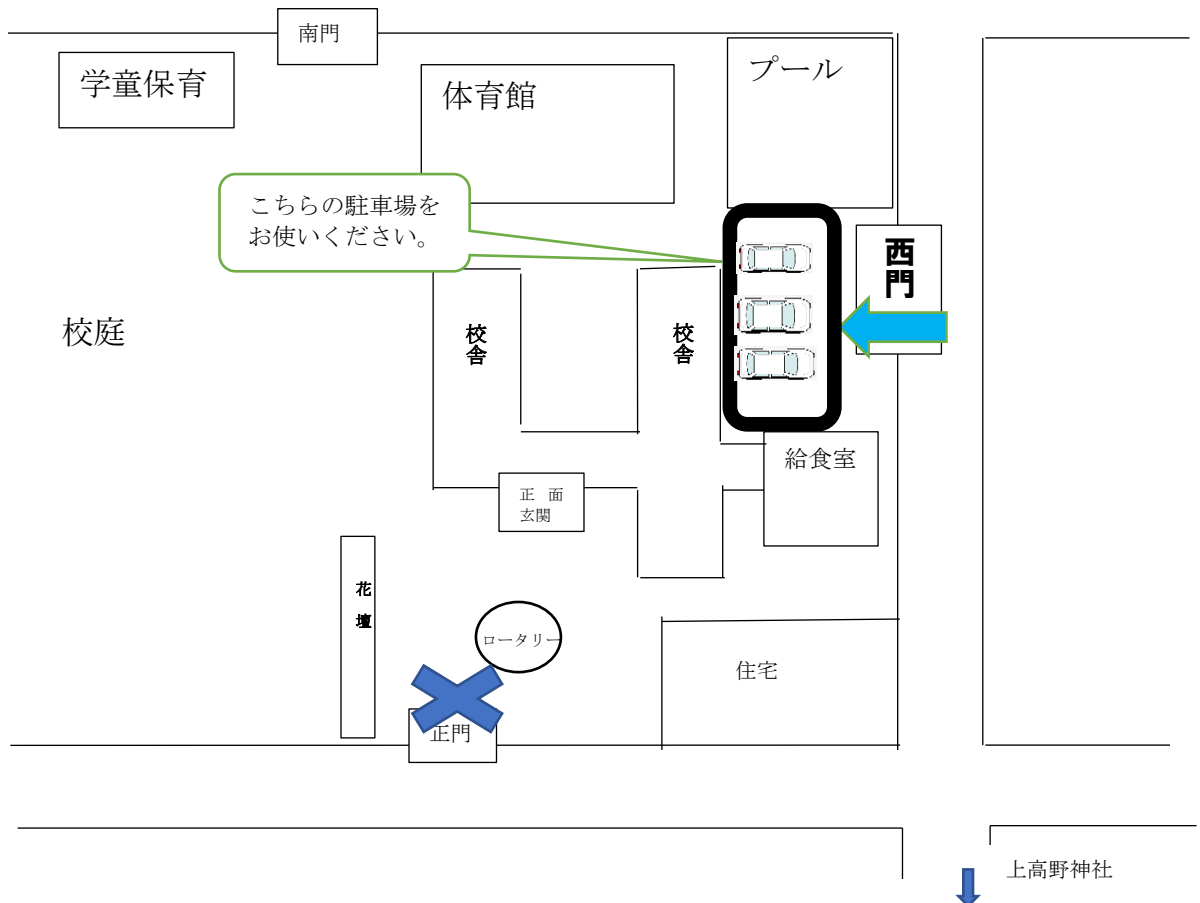 南門
学童保育
体育館
プール
こちらの駐車場を
お使いください。
西門
校庭
校舎
校舎
給食室
正　面
玄関
花
壇
ロータリー
住宅
正門
上高野神社